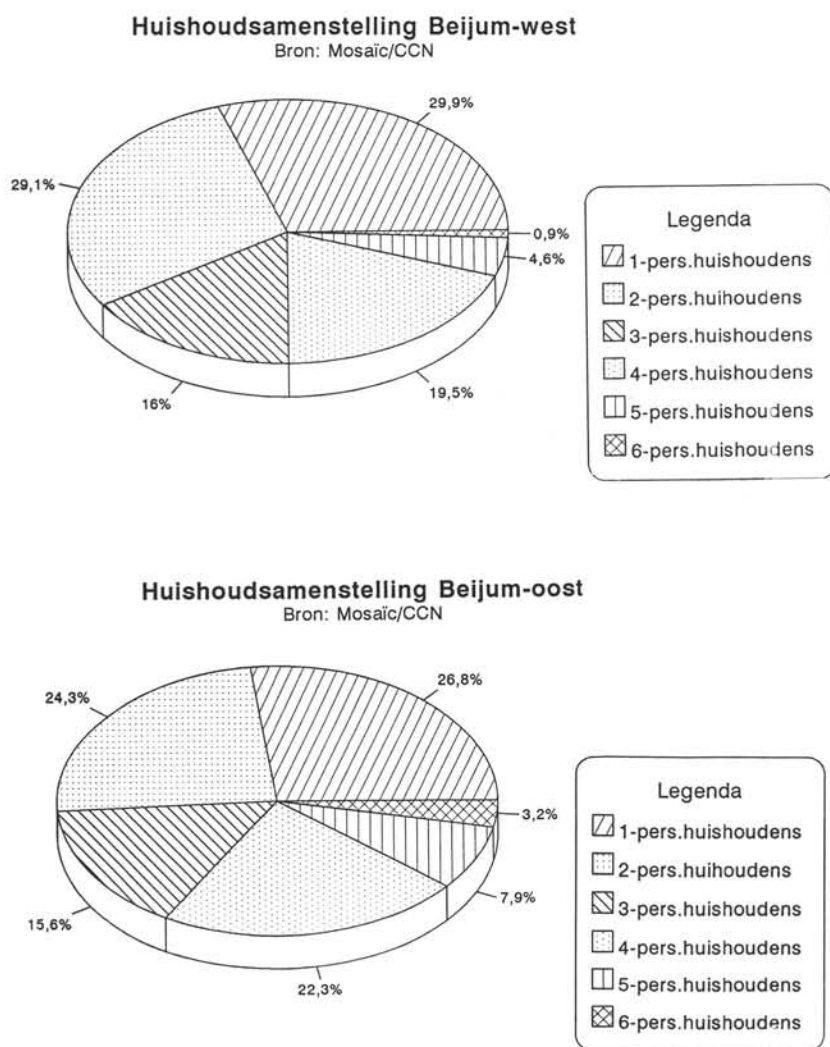 Huishoudsamenstelling Beijum-west
Bron: Mosaïc/CCN
29,9%
29,1%
0,9%
4,6%
19,5%
16%
Legenda
1-pers.huishoudens
2-pers.huihoudens
3-pers.huishoudens
4-pers.huishoudens
5-pers.huishoudens
6-pers.huishoudens
Huishoudsamenstelling Beijum-oost
Bron: Mosaïc/CCN
26,8%
24,3%
3,2%
7,9%
15,6%
22,3%
Legenda
1-pers.huishoudens
2-pers.huihoudens
3-pers.huishoudens
4-pers.huishoudens
5-pers.huishoudens
6-pers.huishoudens